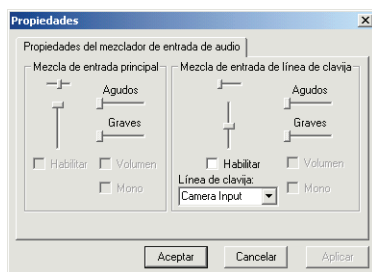 Propiedades
Propiedades del mezclador de entrada de audio
Mezcla de entrada principal
Agudos
Graves
Habilitar
Volumen
Mono
Mezcla de entrada de línea de clavija
Agudos
Graves
Habilitar
Volumen
Línea de clavija:
Mono
Camera Input
Aceptar
Cancelar
Aplicar